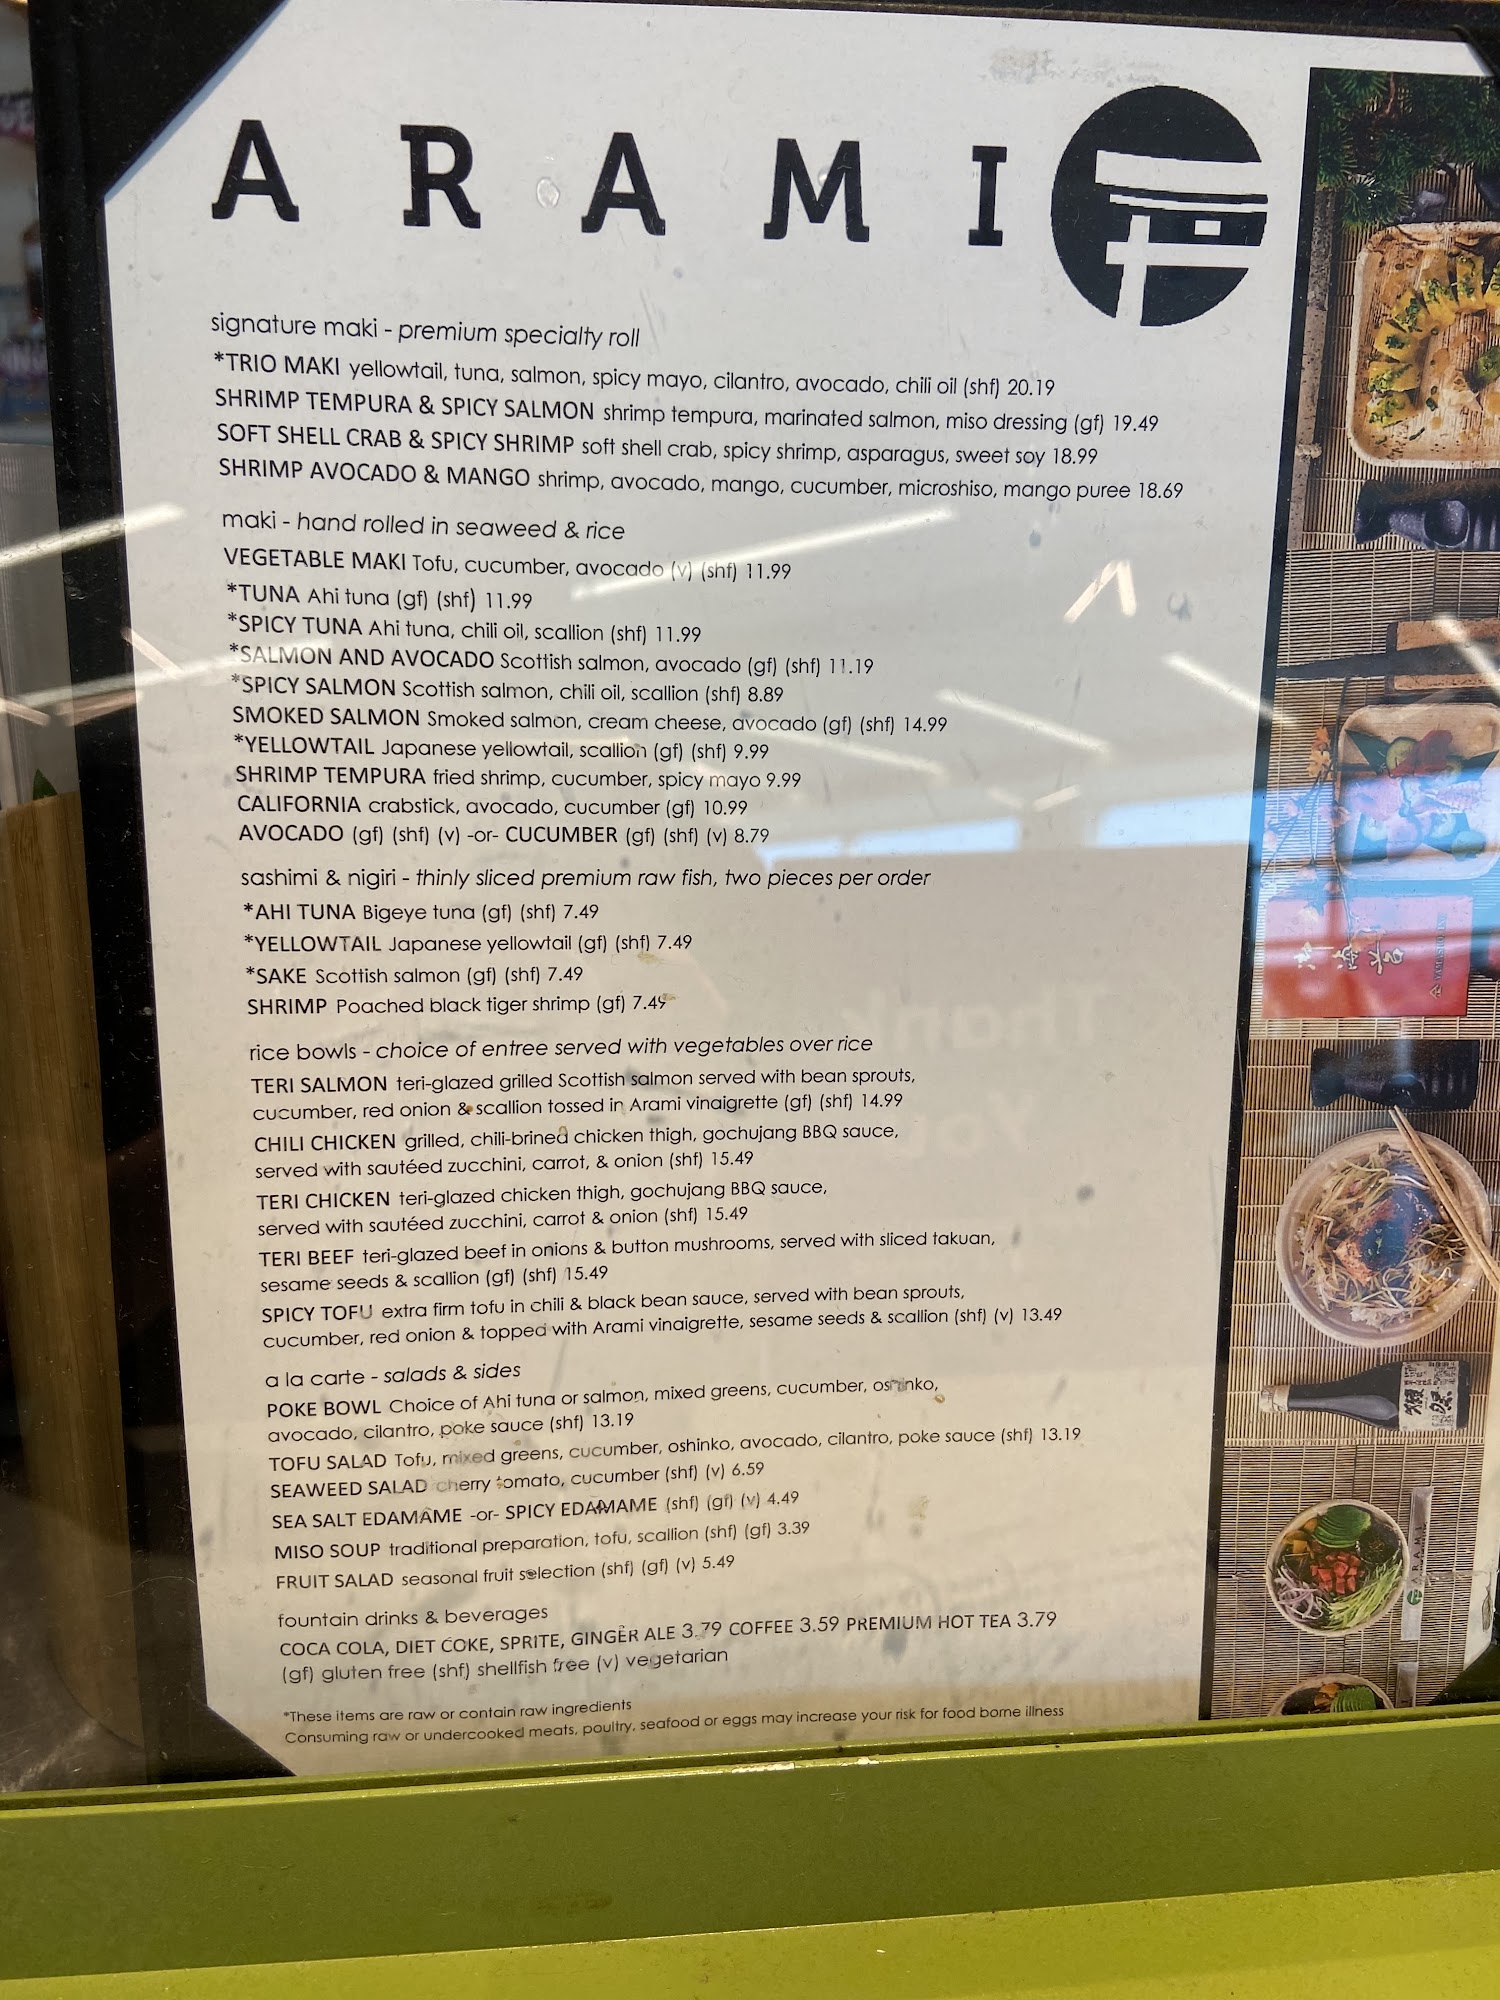 ARAMI
signature maki - premium specialty roll
*TRIO MAKI yellowtail, tuna, salmon, spicy mayo, cilantro, avocado, chili oil (shf) 20.19
SHRIMP TEMPURA & SPICY SALMON shrimp tempura, marinated salmon, miso dressing (gf) 19.49
SOFT SHELL CRAB & SPICY SHRIMP soft shell crab, spicy shrimp, asparagus, sweet soy 18.99
SHRIMP AVOCADO & MANGO shrimp, avocado, mango, cucumber, microshiso, mango puree 18.69
maki - hand rolled in seaweed & rice
VEGETABLE MAKI Tofu, cucumber, avocado (v) (shf) 11.99
*TUNA Ahi tuna (gf) (shf) 11.99
*SPICY TUNA Ahi tuna, chili oil, scallion (shf) 11.99
*SALMON AND AVOCADO Scottish salmon, avocado (gf) (shf) 11.19
*SPICY SALMON Scottish salmon, chili oil, scallion (shf) 8.89
SMOKED SALMON Smoked salmon, cream cheese, avocado (gf) (shf) 14.99
*YELLOWTAIL Japanese yellowtail, scallion (gf) (shf) 9.99
SHRIMP TEMPURA fried shrimp, cucumber, spicy mayo 9.99
CALIFORNIA crabstick, avocado, cucumber (gf) 10.99
AVOCADO (gf) (shf) (v) -or- CUCUMBER (gf) (shf) (v) 8.79
sashimi & nigiri - thinly sliced premium raw fish, two pieces per order
*AHI TUNA Bigeye tuna (gf) (shf) 7.49
*YELLOWTAIL Japanese yellowtail (gf) (shf) 7.49
*SAKE Scottish salmon (gf) (shf) 7.49
SHRIMP Poached black tiger shrimp (gf) 7.49
rice bowls - choice of entree served with vegetables over rice
TERI SALMON teri-glazed grilled Scottish salmon served with bean sprouts,
cucumber, red onion & scallion tossed in Arami vinaigrette (gf) (shf) 14.99
CHILI CHICKEN grilled, chili-brined chicken thigh, gochujang BBQ sauce,
served with sautéed zucchini, carrot, & onion (shf) 15.49
TERI CHICKEN teri-glazed chicken thigh, gochujang BBQ sauce,
served with sautéed zucchini, carrot & onion (shf) 15.49
TERI BEEF teri-glazed beef in onions & button mushrooms, served with sliced takuan,
sesame seeds & scallion (gf) (shf) 15.49
SPICY TOFU extra firm tofu in chili & black bean sauce, served with bean sprouts,
cucumber, red onion & topped with Arami vinaigrette, sesame seeds & scallion (shf) (v) 13.49
a la carte - salads & sides
POKE BOWL Choice of Ahi tuna or salmon, mixed greens, cucumber, oshinko,
avocado, cilantro, poke sauce (shf) 13.19
TOFU SALAD Tofu, mixed greens, cucumber, oshinko, avocado, cilantro, poke sauce (shf) 13.19
SEAWEED SALAD cherry tomato, cucumber (shf) (v) 6.59
SEA SALT EDAMAME -or- SPICY EDAMAME (shf) (gf) (v) 4.49
MISO SOUP traditional preparation, tofu, scallion (shf) (gf) 3.39
FRUIT SALAD seasonal fruit selection (shf) (gf) (v) 5.49
fountain drinks & beverages
COCA COLA, DIET COKE, SPRITE, GINGER ALE 3.79 COFFEE 3.59 PREMIUM HOT TEA 3.79
(gf) gluten free (shf) shellfish free (v) vegetarian
*These items are raw or contain raw ingredients
Consuming raw or undercooked meats, poultry, seafood or eggs may increase your risk for food borne illness
Thank
You
ARAMI